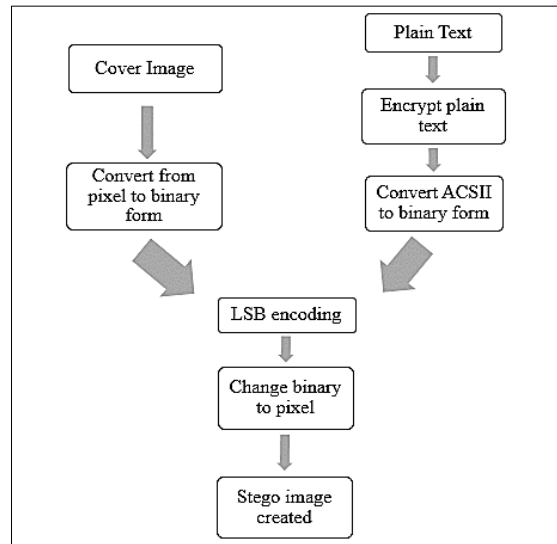 Cover Image
Convert from
pixel to binary
form
Plain Text
Encrypt plain
text
Convert ACSII
to binary form
LSB encoding
Change binary
to pixel
Stego image
created